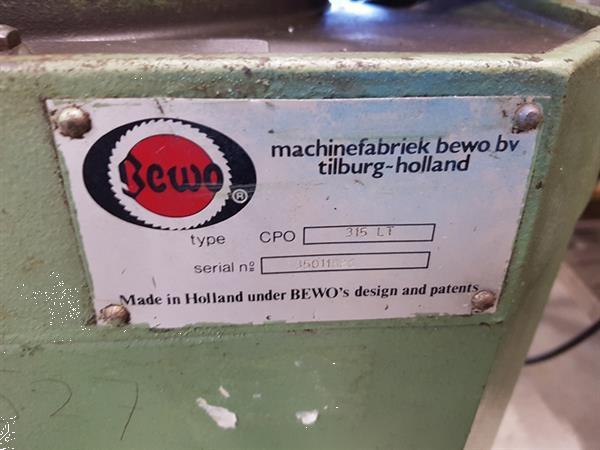 Bewo
®
machinefabriek bewo bv
tilburg-holland
type CPO 315 LT
serial nº
Made in Holland under BEWO's design and patents
27